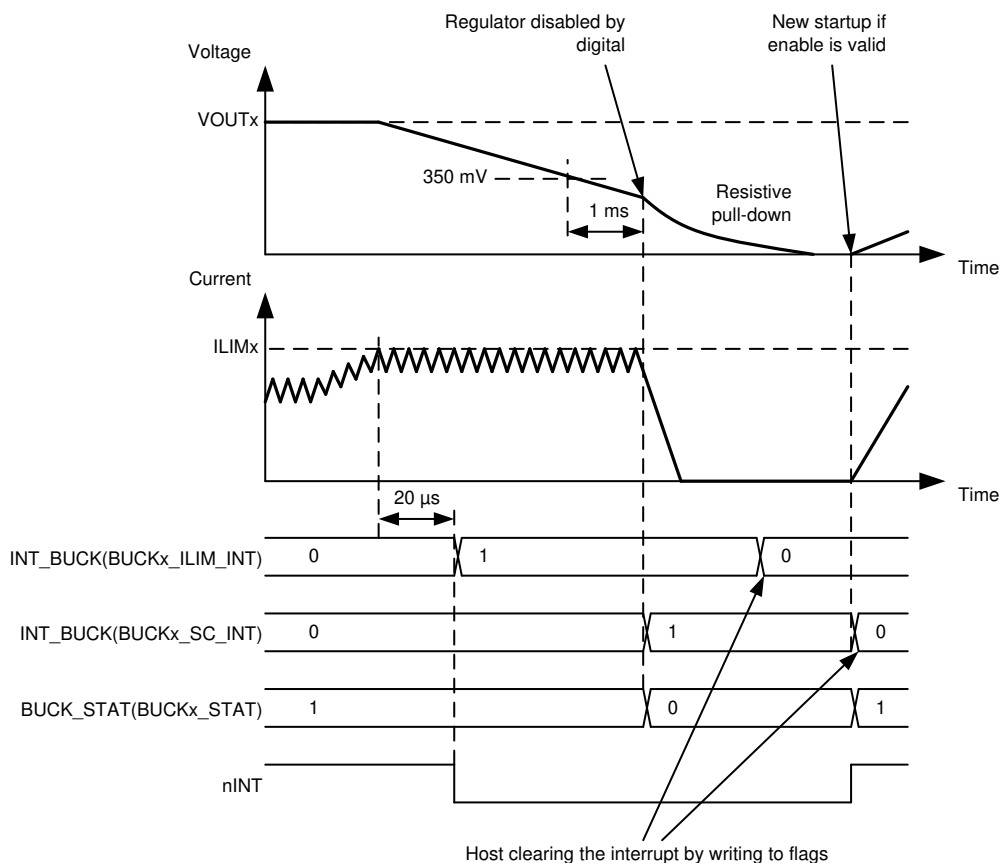 Regulator disabled by
digital
New startup if
enable is valid
Voltage
VOUTx
350 mV
1 ms
Resistive
pull-down
Time
Current
ILIMx
Time
20 µs
INT_BUCK(BUCKx_ILIM_INT)
0
1
0
INT_BUCK(BUCKx_SC_INT)
0
1
0
BUCK_STAT(BUCKx_STAT)
1
0
1
nINT
Host clearing the interrupt by writing to flags